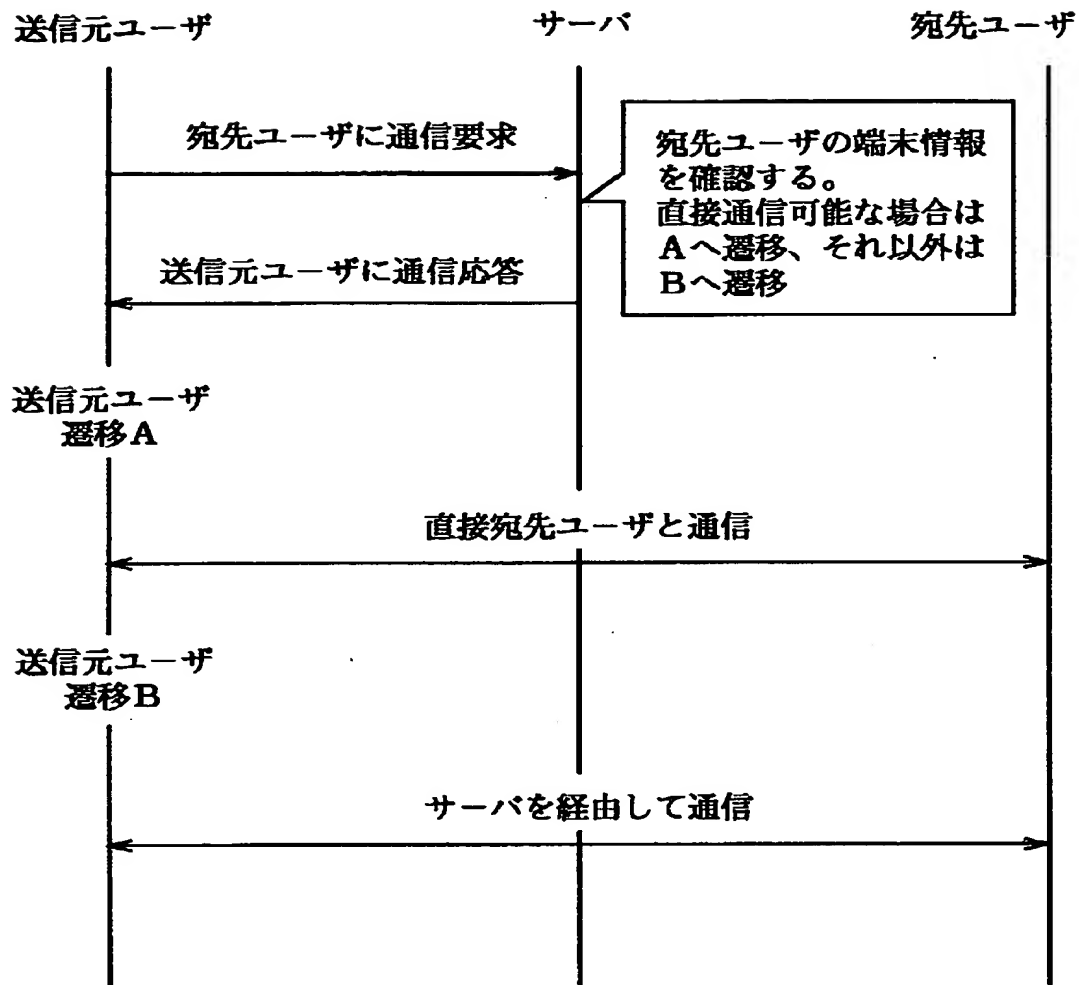 送信元ユーザ
サーバ
宛先ユーザ
宛先ユーザに通信要求
宛先ユーザの端末情報
を確認する。
直接通信可能な場合は
Aへ遷移、それ以外は
Bへ遷移
送信元ユーザに通信応答
送信元ユーザ
遷移A
直接宛先ユーザと通信
送信元ユーザ
遷移B
サーバを経由して通信